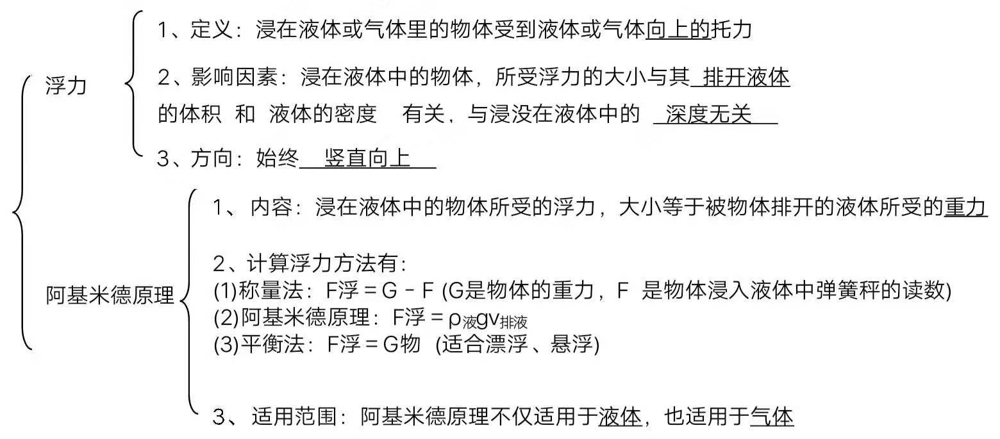 浮力
1、定义：浸在液体或气体里的物体受到液体或气体向上的托力
2、影响因素：浸在液体中的物体，所受浮力的大小与其 排开液体
的体积 和 液体的密度 有关，与浸没在液体中的 深度无关
3、方向：始终 竖直向上
阿基米德原理
1、 内容：浸在液体中的物体所受的浮力，大小等于被物体排开的液体所受的重力
2、计算浮力方法有：
(1)称量法：F浮＝G－F (G是物体的重力，F 是物体浸入液体中弹簧秤的读数)
(2)阿基米德原理：F浮＝ρ液gv排液
(3)平衡法：F浮＝G物 (适合漂浮、悬浮)
3、 适用范围：阿基米德原理不仅适用于液体，也适用于气体